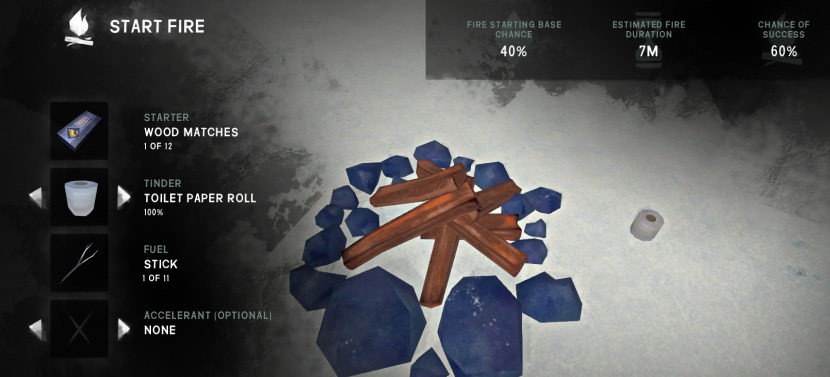 START FIRE
FIRE STARTING BASE
CHANCE
40%
ESTIMATED FIRE
DURATION
7M
CHANCE OF
SUCCESS
60%
STARTER
WOOD MATCHES
1 OF 12
TINDER
TOILET PAPER ROLL
100%
FUEL
STICK
1 OF 11
ACCELERANT (OPTIONAL)
NONE